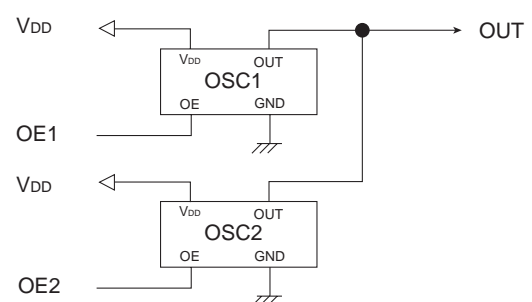 VDD
OUT
VDD OUT
OSC1
OE GND
OE1
VDD
VDD OUT
OSC2
OE GND
OE2